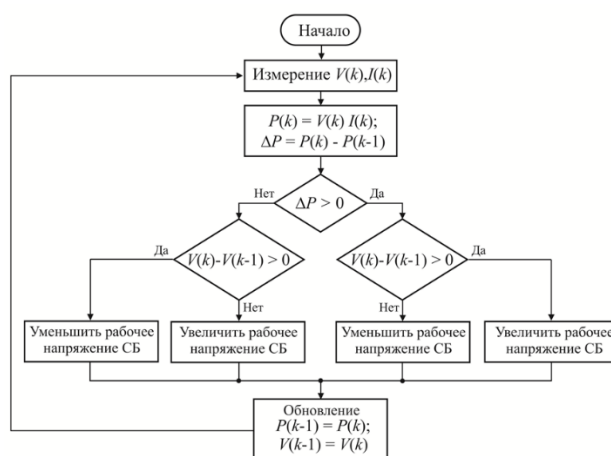 Начало
Измерение V(k),I(k)
P(k) = V(k) I(k);
ΔP = P(k) - P(k-1)
Нет
ΔP > 0
Да
Да
V(k)-V(k-1) > 0
V(k)-V(k-1) > 0
Да
Нет
Нет
Уменьшить рабочее
напряжение СБ
Увеличить рабочее
напряжение СБ
Уменьшить рабочее
напряжение СБ
Увеличить рабочее
напряжение СБ
Обновление
P(k-1) = P(k);
V(k-1) = V(k)